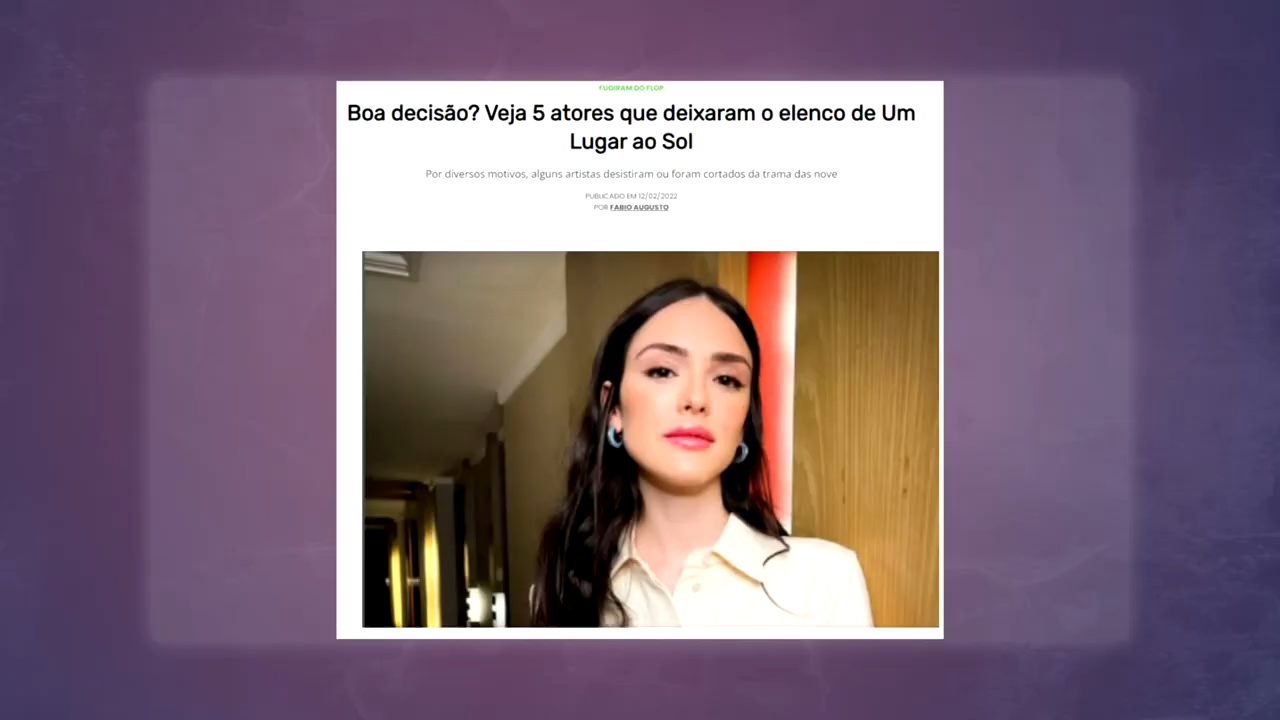 FUGIRAM DO FLOP
Boa decisão? Veja 5 atores que deixaram o elenco de Um
Lugar ao Sol
Por diversos motivos, alguns artistas desistiram ou foram cortados da trama das nove
PUBLICADO EM 12/02/2022
POR FABIO AUGUSTO